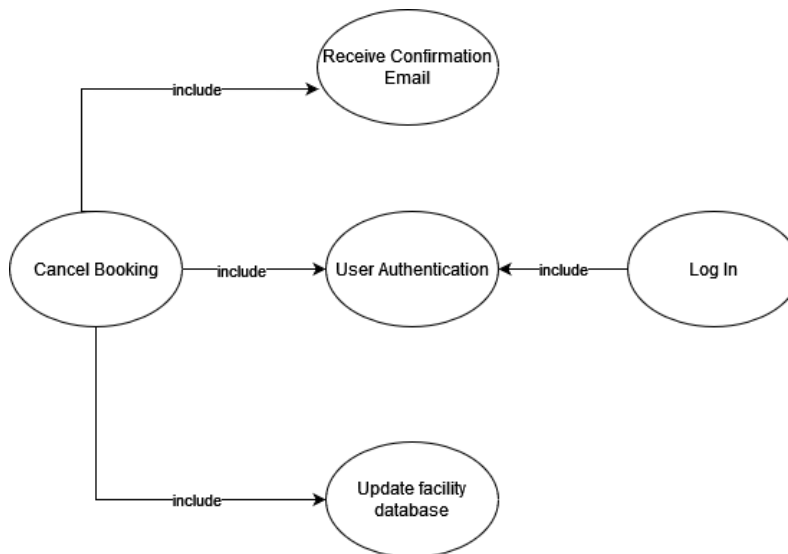 Receive Confirmation
Email
include
Cancel Booking
include
User Authentication
include
Log In
include
Update facility
database